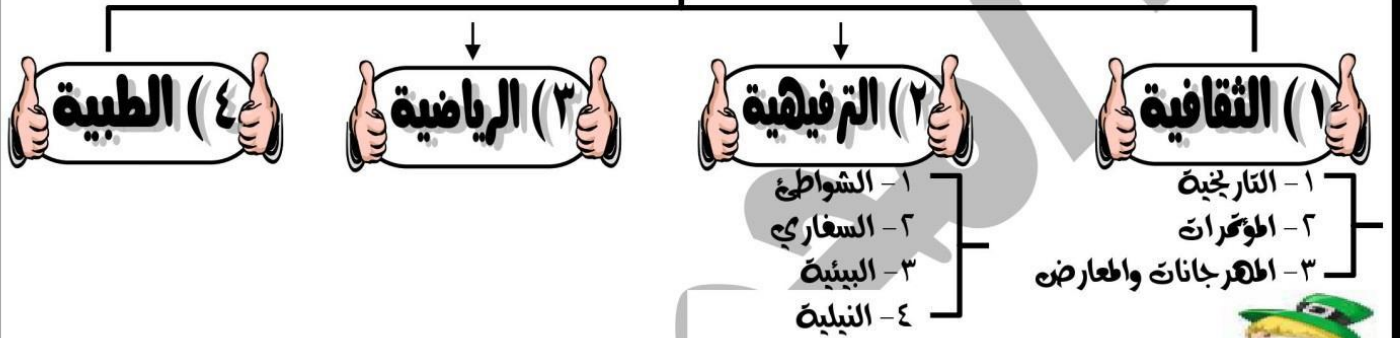 ١) الثقافية
٢) الترفيهية
٣) الرياضية
٤) الطبية
١- التاريخية
٢- المؤتمرات
٣- المهرجانات والمعارض
١- الشواطئ
٢- السفاري
٣- البيئية
٤- النيلية